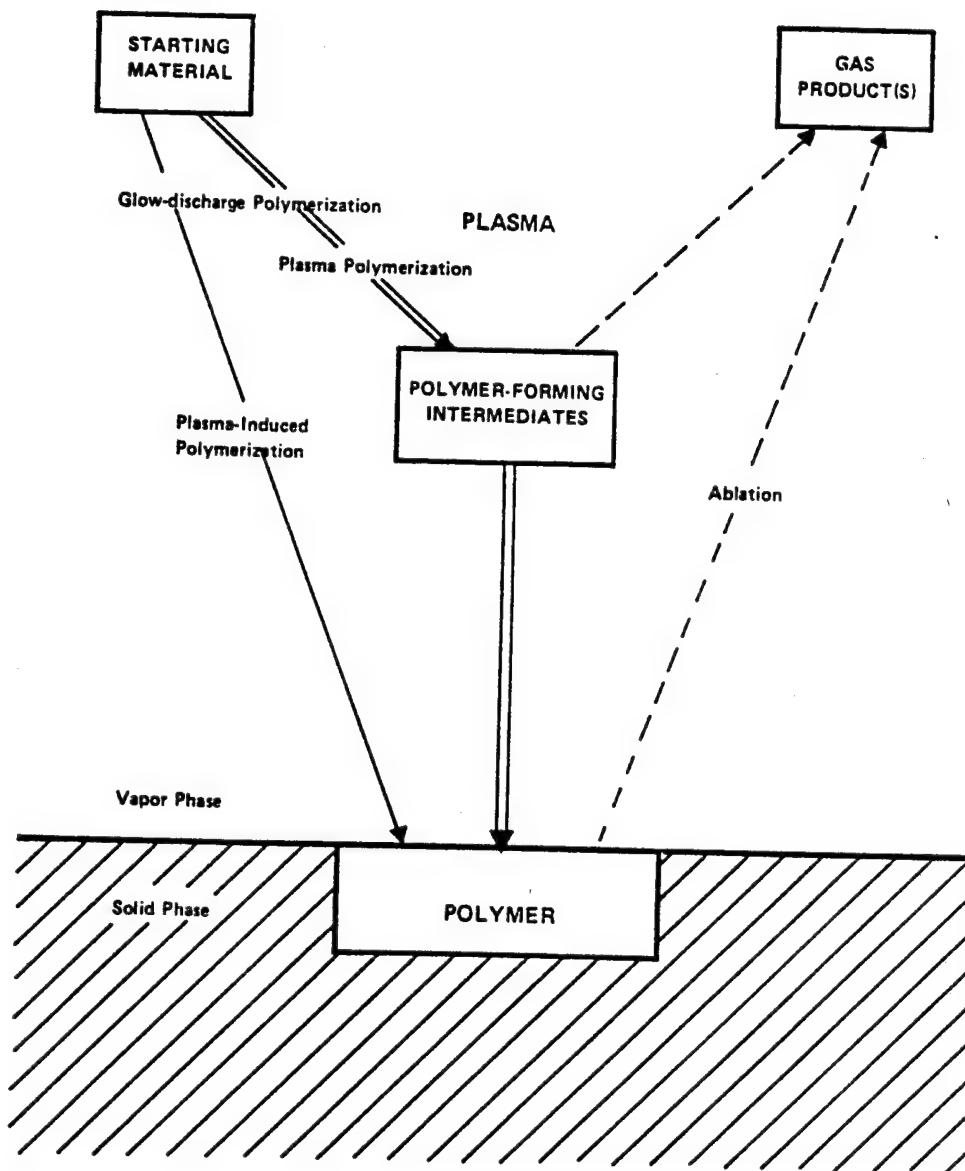 STARTING
MATERIAL
GAS
PRODUCT(S)
Glow-discharge Polymerization
PLASMA
Plasma Polymerization
POLYMER-FORMING
INTERMEDIATES
Plasma-Induced
Polymerization
Ablation
Vapor Phase
Solid Phase
POLYMER